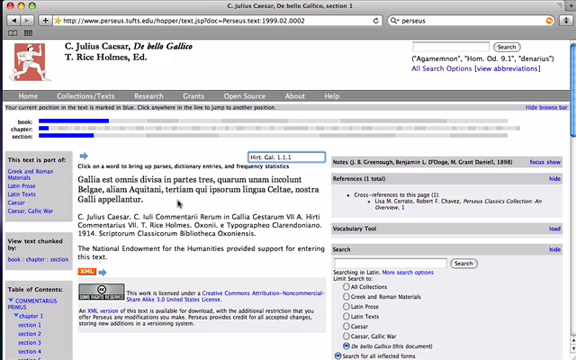 C. Julius Caesar, De bello Gallico, section 1
http://www.perseus.tufts.edu/hopper/text.jsp?doc=Perseus:text:1999.02.0002
perseus
C. Julius Caesar, De bello Gallico
T. Rice Holmes, Ed.
Search
("Agamemnon", "Hom. Od. 9.1", "denarius")
All Search Options [view abbreviations]
Home Collections/Texts Research Grants Open Source About Help
Your current position in the text is marked in blue. Click anywhere in the line to jump to another position.
Hide browse bar
book:
chapter:
section:
This text is part of:
Greek and Roman
Materials
Latin Prose
Latin Texts
Caesar
Caesar, Gallic War
View text chunked
by:
book : chapter : section
Table of Contents:
COMMENTARIUS
PRIMUS
chapter 1
section 1
section 2
section 3
section 4
Hirt. Gal. 1.1.1
Click on a word to bring up parses, dictionary entries, and frequency statistics
Gallia est omnis divisa in partes tres, quarum unam incolunt
Belgae, aliam Aquitani, tertiam qui ipsorum lingua Celtae, nostra
Galli appellantur.
C. Julius Caesar. C. Iuli Commentarii Rerum in Gallia Gestarum VII A. Hirti
Commentarius VII. T. Rice Holmes. Oxonii. e Typographeo Clarendoniano.
1914. Scriptorum Classicorum Bibliotheca Oxoniensis.
The National Endowment for the Humanities provided support for entering
this text.
XML
SOME RIGHTS RESERVED
This work is licensed under a Creative Commons Attribution-Noncommercial-
Share Alike 3.0 United States License.
An XML version of this text is available for download, with the additional restriction that you
offer Perseus any modifications you make. Perseus provides credit for all accepted changes,
storing new additions in a versioning system.
Notes (J. B. Greenough, Benjamin L. D'Ooge, M. Grant Daniell, 1898)
focus show
References (1 total)
hide
Cross-references to this page (1):
Lisa M. Cerrato, Robert F. Chavez, Perseus Classics Collection: An
Overview, 1
Vocabulary Tool
load
Search
hide
Search
Searching in Latin. More search options
Limit Search to:
All Collections
Greek and Roman Materials
Latin Prose
Latin Texts
Caesar
Caesar, Gallic War
De bello Gallico (this document)
Search for all inflected forms